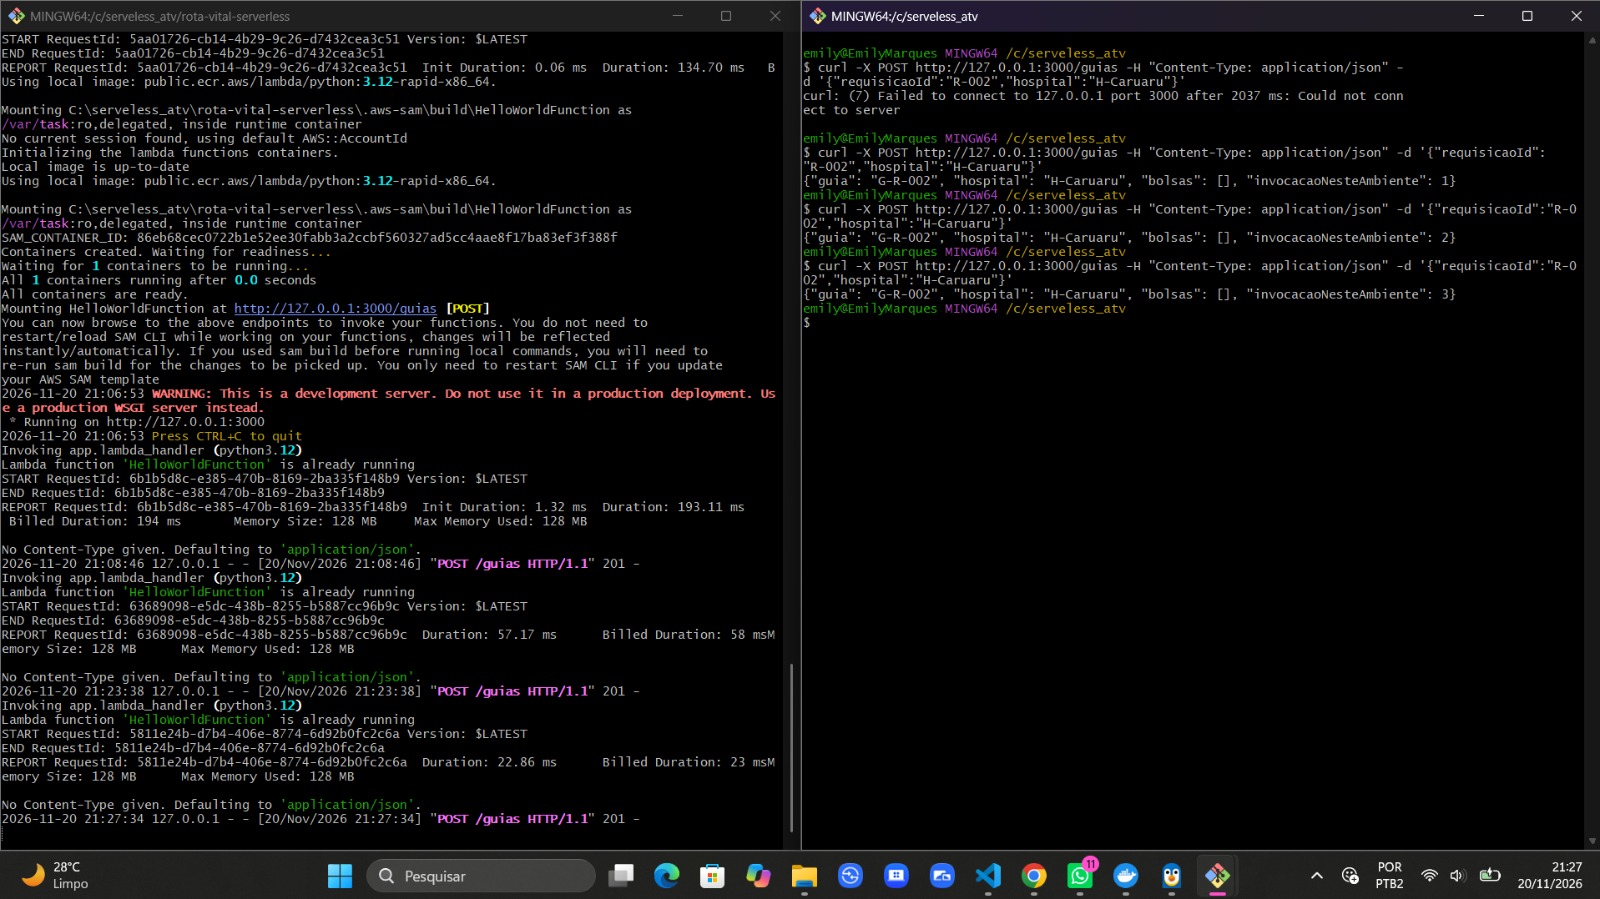 MINGW64:/c/serveless_atv/rota-vital-serverless
START RequestId: 5aa01726-cb14-4b29-9c26-d7432cea3c51 Version: $LATEST
END RequestId: 5aa01726-cb14-4b29-9c26-d7432cea3c51
REPORT RequestId: 5aa01726-cb14-4b29-9c26-d7432cea3c51  Init Duration: 0.06 ms  Duration: 134.70 ms   B
Using local image: public.ecr.aws/lambda/python:3.12-rapid-x86_64.
Mounting C:\serveless_atv\rota-vital-serverless\.aws-sam\build\HelloWorldFunction as
/var/task:ro,delegated, inside runtime container
No current session found, using default AWS::AccountId
Initializing the lambda functions containers.
Local image is up-to-date
Using local image: public.ecr.aws/lambda/python:3.12-rapid-x86_64.
Mounting C:\serveless_atv\rota-vital-serverless\.aws-sam\build\HelloWorldFunction as
/var/task:ro,delegated, inside runtime container
SAM_CONTAINER_ID: 86eb68cec0722b1e52ee30fabb3a2ccbf560327ad5cc4aae8f17ba83ef3f388f
Containers created. Waiting for readiness...
Waiting for 1 containers to be running...
All 1 containers running after 0.0 seconds
All containers are ready.
Mounting HelloWorldFunction at http://127.0.0.1:3000/guias [POST]
You can now browse to the above endpoints to invoke your functions. You do not need to
restart/reload SAM CLI while working on your functions, changes will be reflected
instantly/automatically. If you used sam build before running local commands, you will need to
re-run sam build for the changes to be picked up. You only need to restart SAM CLI if you update
your AWS SAM template
2026-11-20 21:06:53 WARNING: This is a development server. Do not use it in a production deployment. Us
e a production WSGI server instead.
 * Running on http://127.0.0.1:3000
2026-11-20 21:06:53 Press CTRL+C to quit
Invoking app.lambda_handler (python3.12)
Lambda function 'HelloWorldFunction' is already running
START RequestId: 6b1b5d8c-e385-470b-8169-2ba335f148b9 Version: $LATEST
END RequestId: 6b1b5d8c-e385-470b-8169-2ba335f148b9
REPORT RequestId: 6b1b5d8c-e385-470b-8169-2ba335f148b9  Init Duration: 1.32 ms  Duration: 193.11 ms
 Billed Duration: 194 ms       Memory Size: 128 MB     Max Memory Used: 128 MB
No Content-Type given. Defaulting to 'application/json'.
2026-11-20 21:08:46 127.0.0.1 - - [20/Nov/2026 21:08:46] "POST /guias HTTP/1.1" 201 -
Invoking app.lambda_handler (python3.12)
Lambda function 'HelloWorldFunction' is already running
START RequestId: 63689098-e5dc-438b-8255-b5887cc96b9c Version: $LATEST
END RequestId: 63689098-e5dc-438b-8255-b5887cc96b9c
REPORT RequestId: 63689098-e5dc-438b-8255-b5887cc96b9c  Duration: 57.17 ms      Billed Duration: 58 msM
emory Size: 128 MB      Max Memory Used: 128 MB
No Content-Type given. Defaulting to 'application/json'.
2026-11-20 21:23:38 127.0.0.1 - - [20/Nov/2026 21:23:38] "POST /guias HTTP/1.1" 201 -
Invoking app.lambda_handler (python3.12)
Lambda function 'HelloWorldFunction' is already running
START RequestId: 5811e24b-d7b4-406e-8774-6d92b0fc2c6a Version: $LATEST
END RequestId: 5811e24b-d7b4-406e-8774-6d92b0fc2c6a
REPORT RequestId: 5811e24b-d7b4-406e-8774-6d92b0fc2c6a  Duration: 22.86 ms      Billed Duration: 23 msM
emory Size: 128 MB      Max Memory Used: 128 MB
No Content-Type given. Defaulting to 'application/json'.
2026-11-20 21:27:34 127.0.0.1 - - [20/Nov/2026 21:27:34] "POST /guias HTTP/1.1" 201 -
MINGW64:/c/serveless_atv
emily@EmilyMarques MINGW64 /c/serveless_atv
$ curl -X POST http://127.0.0.1:3000/guias -H "Content-Type: application/json" -
d '{"requisicaoId":"R-002","hospital":"H-Caruaru"}'
curl: (7) Failed to connect to 127.0.0.1 port 3000 after 2037 ms: Could not conn
ect to server
emily@EmilyMarques MINGW64 /c/serveless_atv
$ curl -X POST http://127.0.0.1:3000/guias -H "Content-Type: application/json" -d '{"requisicaoId":
"R-002","hospital":"H-Caruaru"}'
{"guia": "G-R-002", "hospital": "H-Caruaru", "bolsas": [], "invocacaoNesteAmbiente": 1}
emily@EmilyMarques MINGW64 /c/serveless_atv
$ curl -X POST http://127.0.0.1:3000/guias -H "Content-Type: application/json" -d '{"requisicaoId":"R-0
02","hospital":"H-Caruaru"}'
{"guia": "G-R-002", "hospital": "H-Caruaru", "bolsas": [], "invocacaoNesteAmbiente": 2}
emily@EmilyMarques MINGW64 /c/serveless_atv
$ curl -X POST http://127.0.0.1:3000/guias -H "Content-Type: application/json" -d '{"requisicaoId":"R-0
02","hospital":"H-Caruaru"}'
{"guia": "G-R-002", "hospital": "H-Caruaru", "bolsas": [], "invocacaoNesteAmbiente": 3}
emily@EmilyMarques MINGW64 /c/serveless_atv
$
28°C
Limpo
Pesquisar
11
POR
PTB2
21:27
20/11/2026